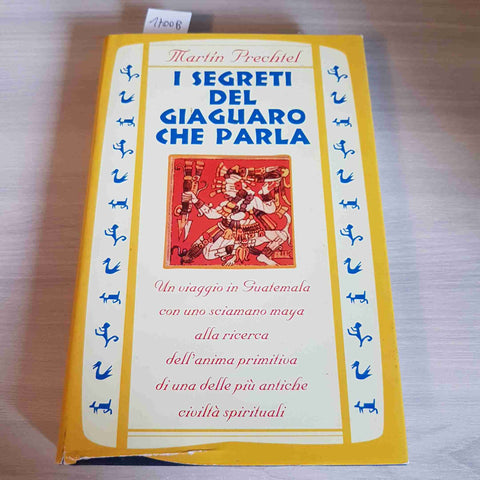 1700B
Martín Prechtel
I SEGRETI
DEL
GIAGUARO
CHE PARLA
Un viaggio in Guatemala
con uno sciamano maya
alla ricerca
dell'anima primitiva
di una delle più antiche
civiltà spirituali